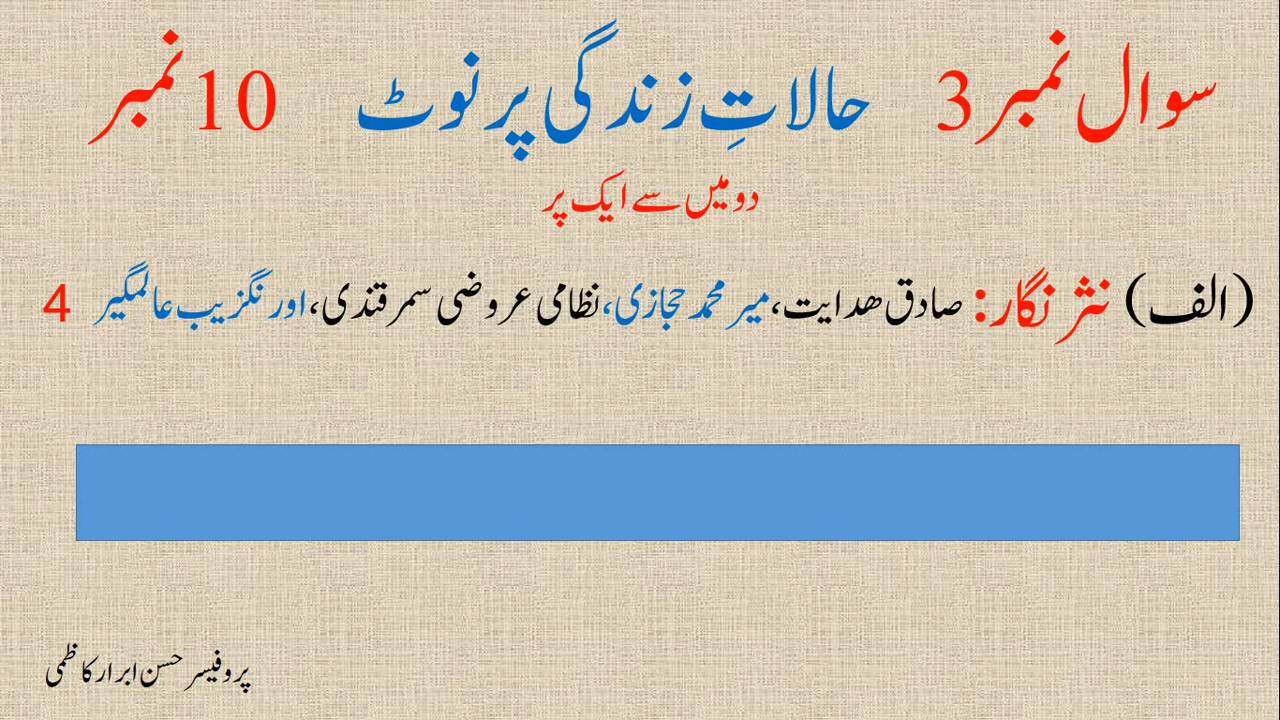 سوال نمبر 3 حالاتِ زندگی پر نوٹ 10 نمبر
دو میں سے ایک پر
(الف) نثر نگار: صادق ھدایت، میر محمد حجازی، نظامی عروضی سمرقندی، اورنگزیب عالمگیر 4
پروفیسر حسن ابرار کاظمی